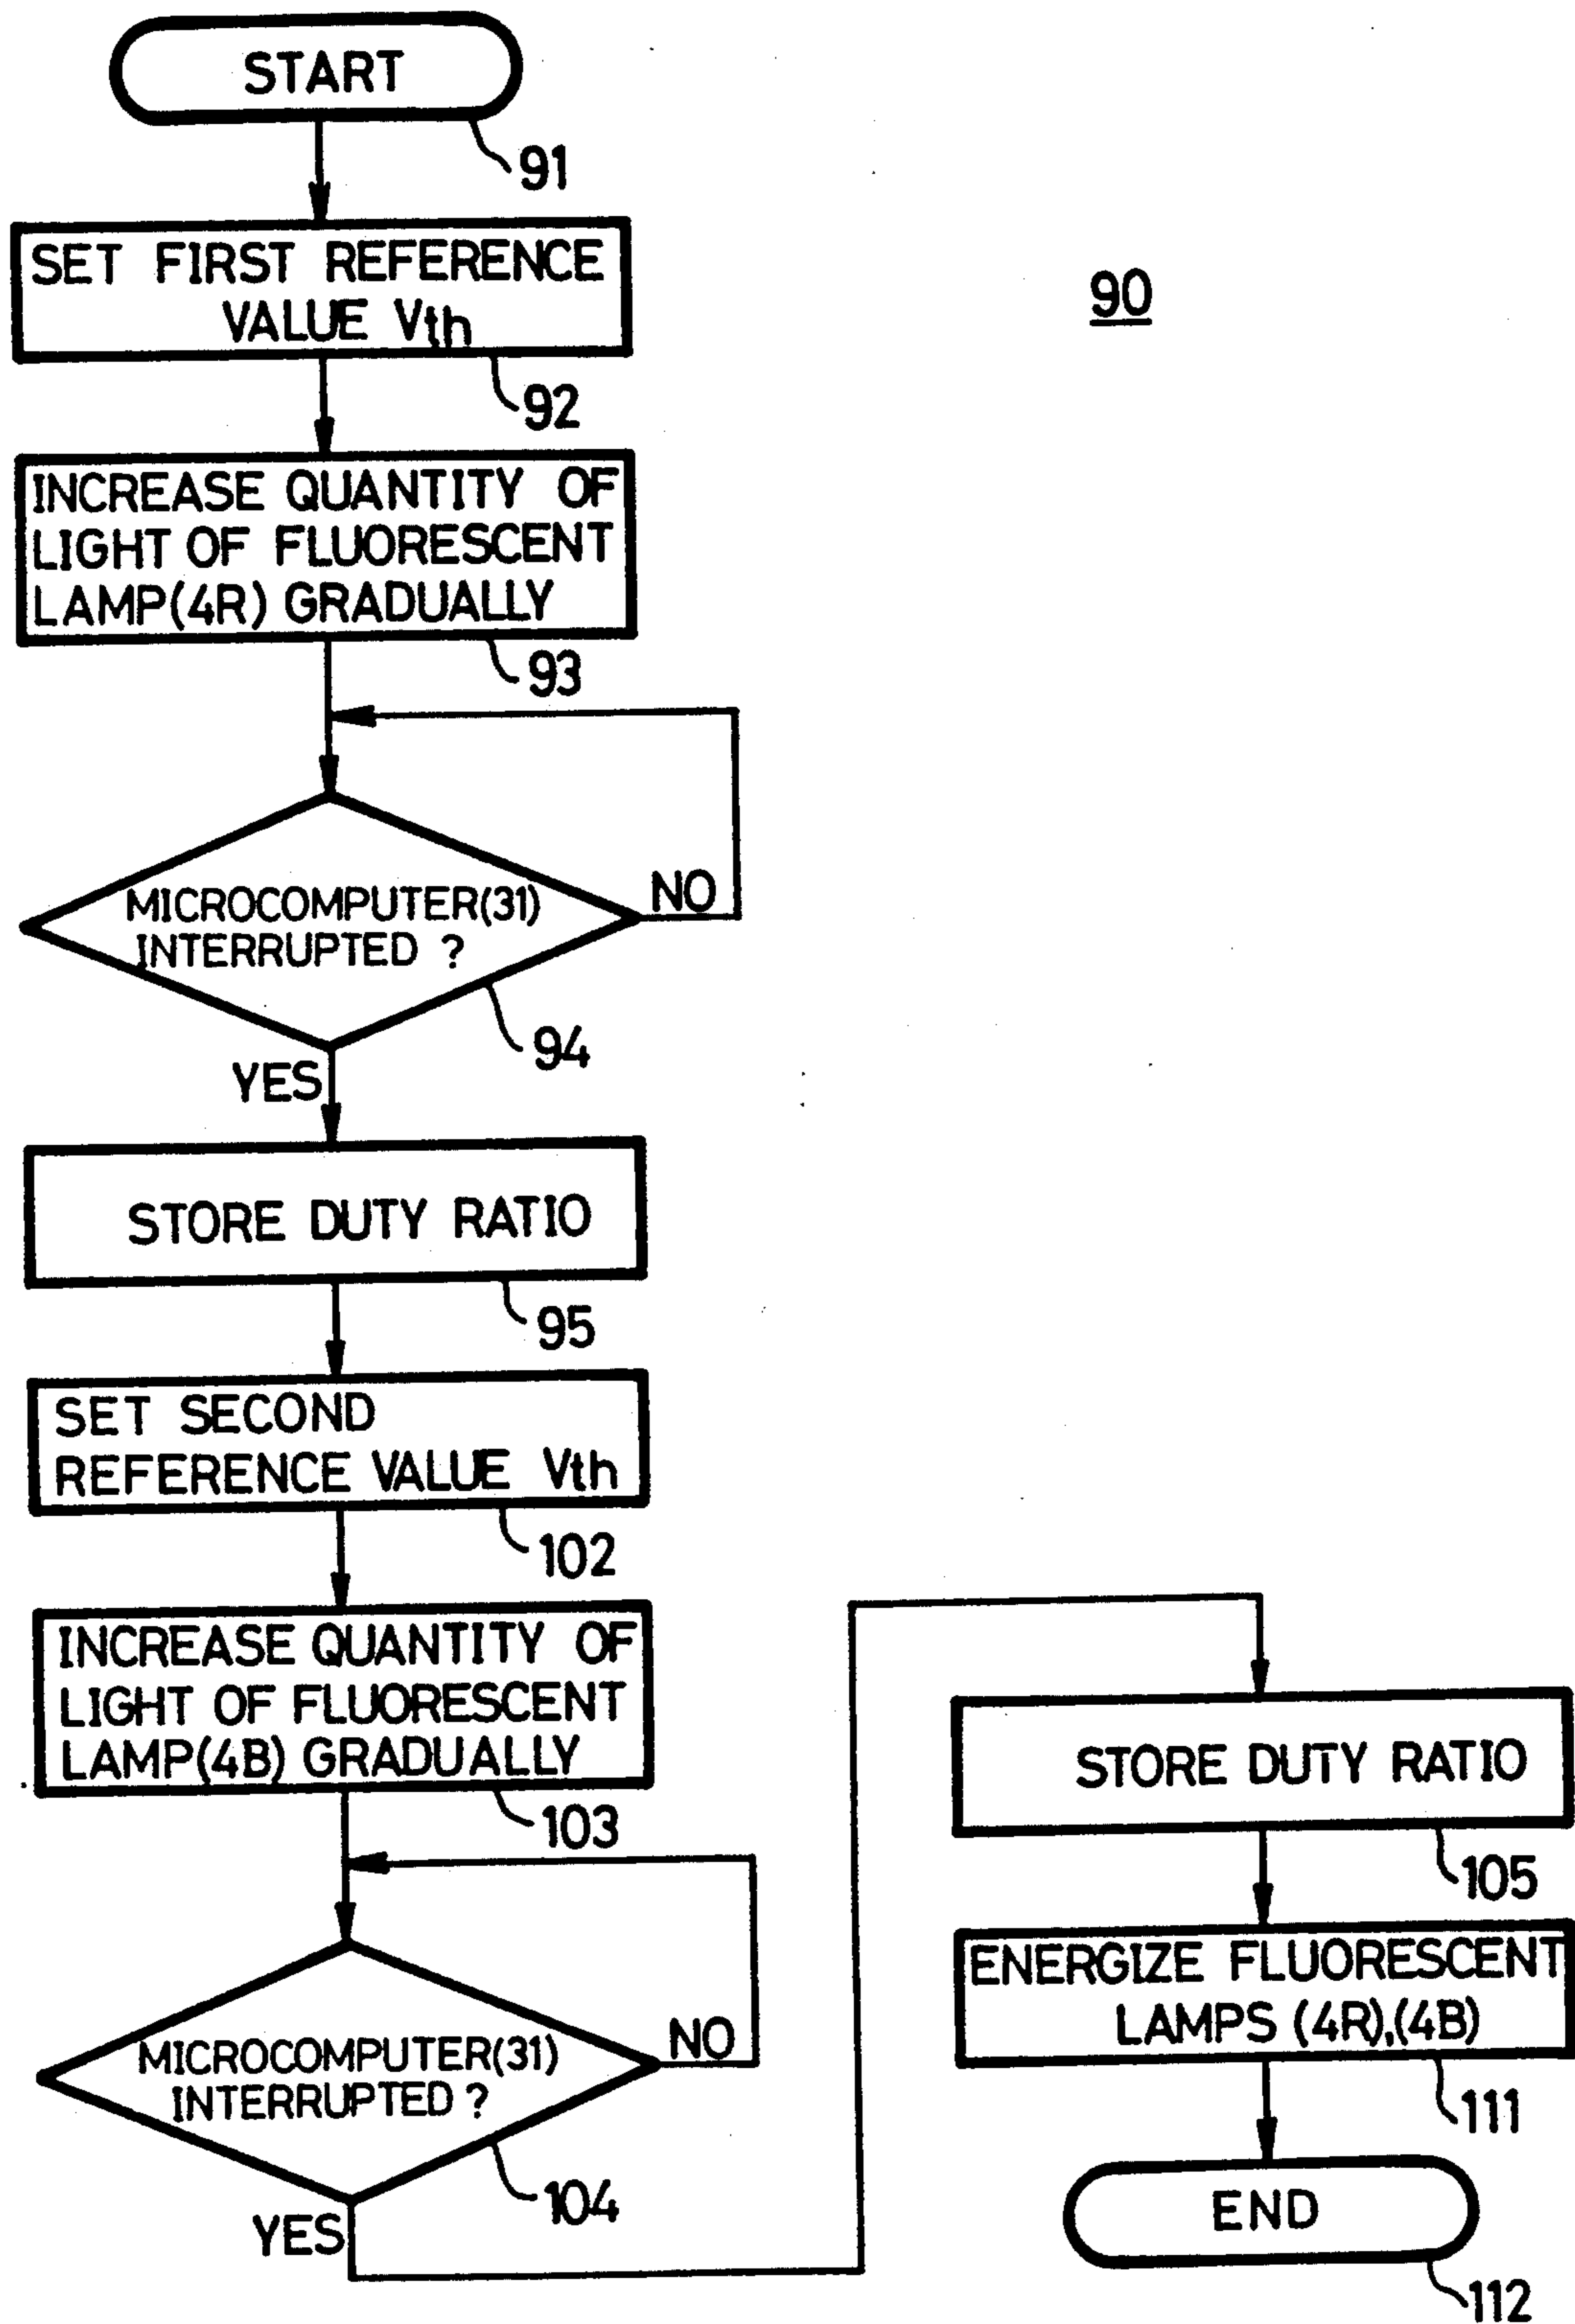 START
91
SET FIRST REFERENCE
VALUE Vth
92
90
INCREASE QUANTITY OF
LIGHT OF FLUORESCENT
LAMP(4R) GRADUALLY
93
MICROCOMPUTER(31)
INTERRUPTED ?
NO
94
YES
STORE DUTY RATIO
95
SET SECOND
REFERENCE VALUE Vth
102
INCREASE QUANTITY OF
LIGHT OF FLUORESCENT
LAMP(4B) GRADUALLY
103
MICROCOMPUTER(31)
INTERRUPTED ?
NO
104
YES
STORE DUTY RATIO
105
ENERGIZE FLUORESCENT
LAMPS (4R),(4B)
111
END
112